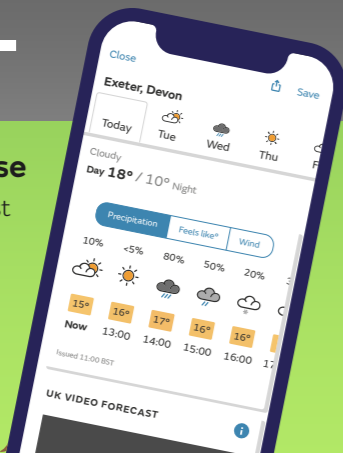 Close
Save
Exeter, Devon
Today
Tue
Wed
Thu
F
Cloudy
Day 18° / 10° Night
se
st
Precipitation
Feels like°
Wind
10%
<5%
80%
50%
20%
15°
16°
17°
16°
16°
Now
13:00
14:00
15:00
16:00
17
Issued 11:00 BST
UK VIDEO FORECAST
i